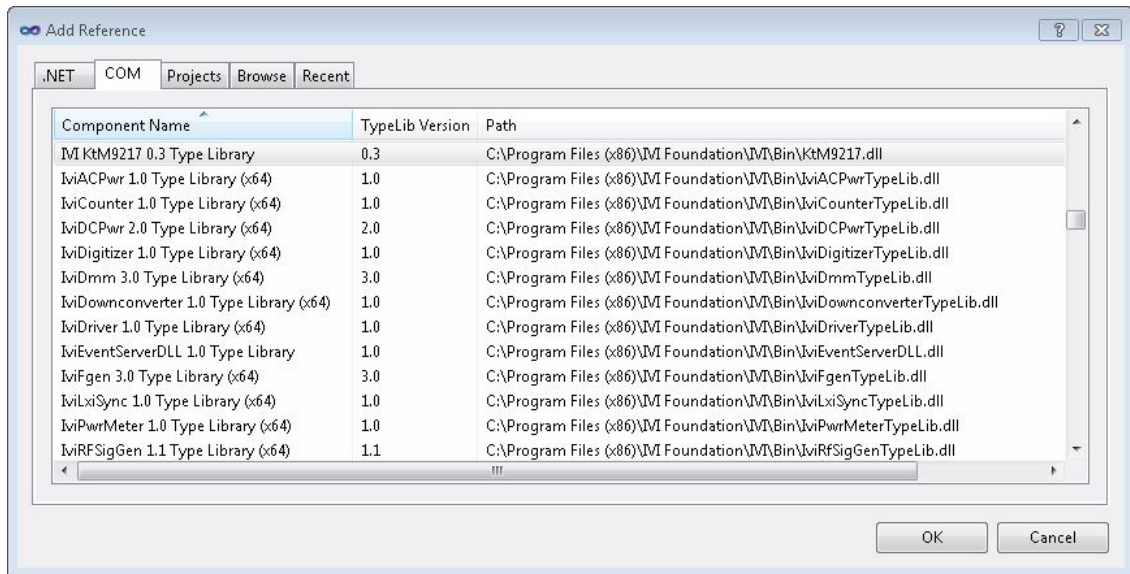 Add Reference
.NET COM Projects Browse Recent
Component Name TypeLib Version Path
IVI KtM9217 0.3 Type Library 0.3 C:\Program Files (x86)\IVI Foundation\IVI\Bin\KtM9217.dll
IviACPwr 1.0 Type Library (x64) 1.0 C:\Program Files (x86)\IVI Foundation\IVI\Bin\IviACPwrTypeLib.dll
IviCounter 1.0 Type Library (x64) 1.0 C:\Program Files (x86)\IVI Foundation\IVI\Bin\IviCounterTypeLib.dll
IviDCPwr 2.0 Type Library (x64) 2.0 C:\Program Files (x86)\IVI Foundation\IVI\Bin\IviDCPwrTypeLib.dll
IviDigitizer 1.0 Type Library (x64) 1.0 C:\Program Files (x86)\IVI Foundation\IVI\Bin\IviDigitizerTypeLib.dll
IviDmm 3.0 Type Library (x64) 3.0 C:\Program Files (x86)\IVI Foundation\IVI\Bin\IviDmmTypeLib.dll
IviDownconverter 1.0 Type Library (x64) 1.0 C:\Program Files (x86)\IVI Foundation\IVI\Bin\IviDownconverterTypeLib.dll
IviDriver 1.0 Type Library (x64) 1.0 C:\Program Files (x86)\IVI Foundation\IVI\Bin\IviDriverTypeLib.dll
IviEventServerDLL 1.0 Type Library 1.0 C:\Program Files (x86)\IVI Foundation\IVI\Bin\IviEventServerDLL.dll
IviFgen 3.0 Type Library (x64) 3.0 C:\Program Files (x86)\IVI Foundation\IVI\Bin\IviFgenTypeLib.dll
IviLxiSync 1.0 Type Library (x64) 1.0 C:\Program Files (x86)\IVI Foundation\IVI\Bin\IviLxiSyncTypeLib.dll
IviPwrMeter 1.0 Type Library (x64) 1.0 C:\Program Files (x86)\IVI Foundation\IVI\Bin\IviPwrMeterTypeLib.dll
IviRFSigGen 1.1 Type Library (x64) 1.1 C:\Program Files (x86)\IVI Foundation\IVI\Bin\IviRfSigGenTypeLib.dll
OK Cancel